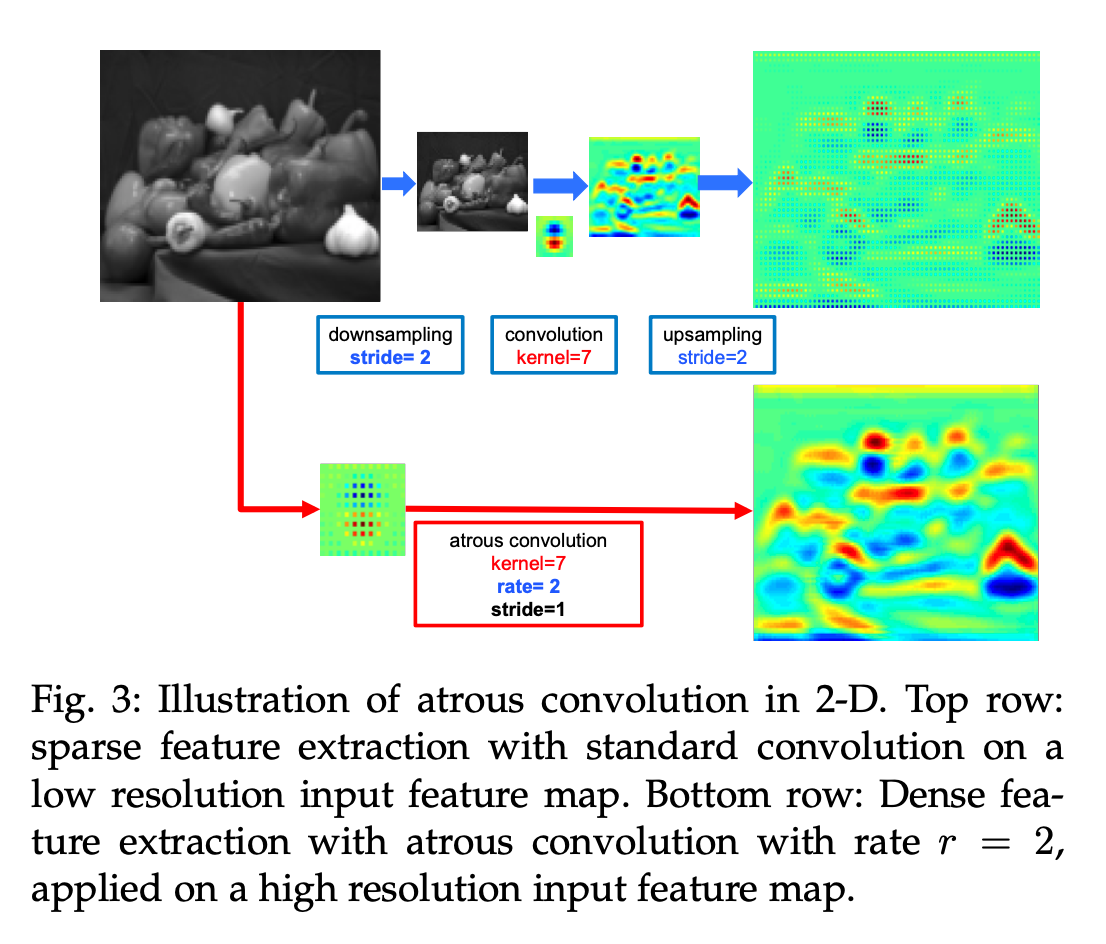 downsampling
stride= 2
convolution
kernel=7
upsampling
stride=2
atrous convolution
kernel=7
rate= 2
stride=1
Fig. 3: Illustration of atrous convolution in 2-D. Top row:
sparse feature extraction with standard convolution on a
low resolution input feature map. Bottom row: Dense fea-
ture extraction with atrous convolution with rate r = 2,
applied on a high resolution input feature map.